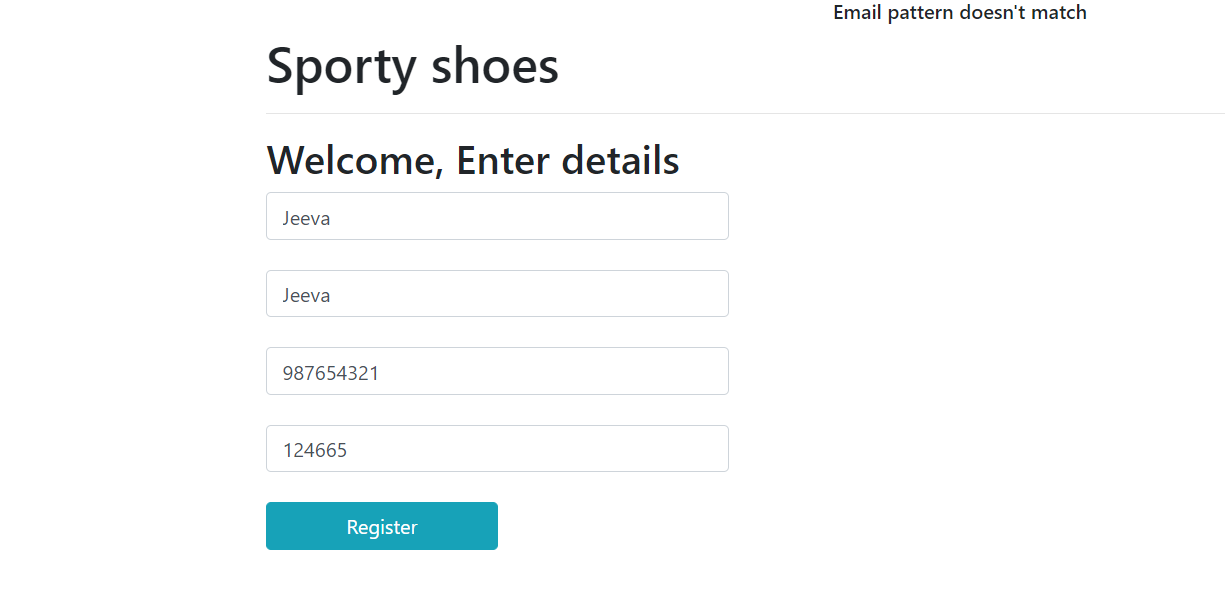 Email pattern doesn't match
Sporty shoes
Welcome, Enter details
Jeeva
Jeeva
987654321
124665
Register